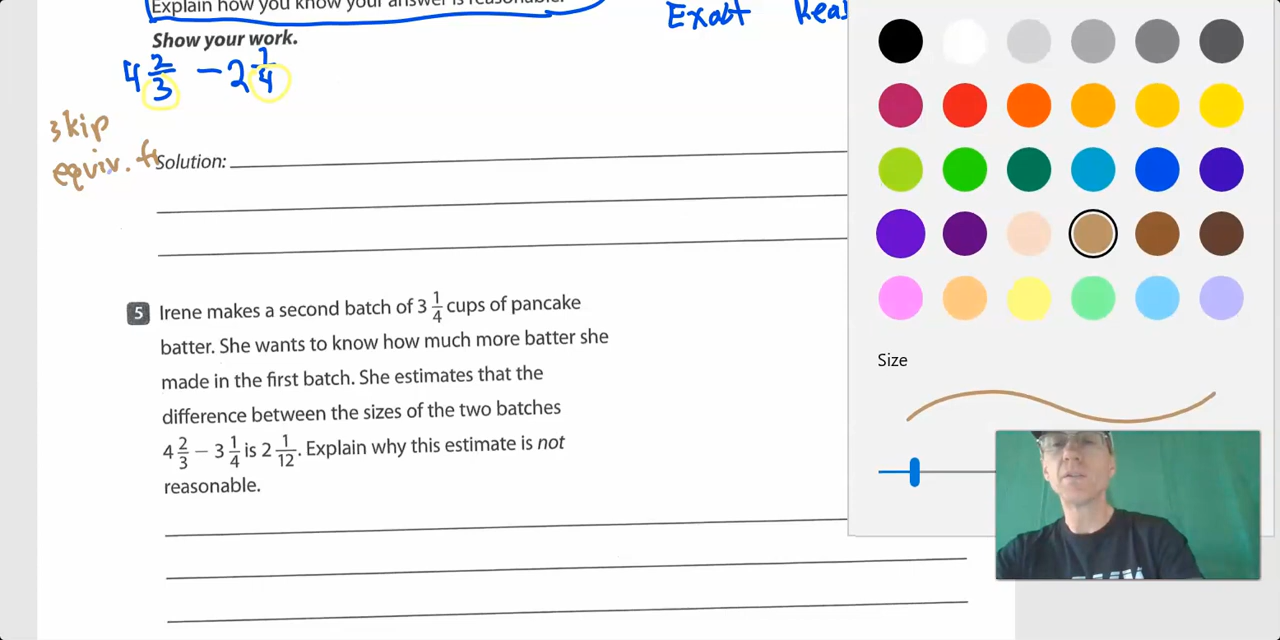 Explain how you know your answer is reasonable.
Exact Reas
Show your work.
4 2/3 - 2 1/4
skip
equiv. fr
Solution:
5 Irene makes a second batch of 3 1/4 cups of pancake
batter. She wants to know how much more batter she
made in the first batch. She estimates that the
difference between the sizes of the two batches
4 2/3 − 3 1/4 is 2 1/12. Explain why this estimate is not
reasonable.
Size